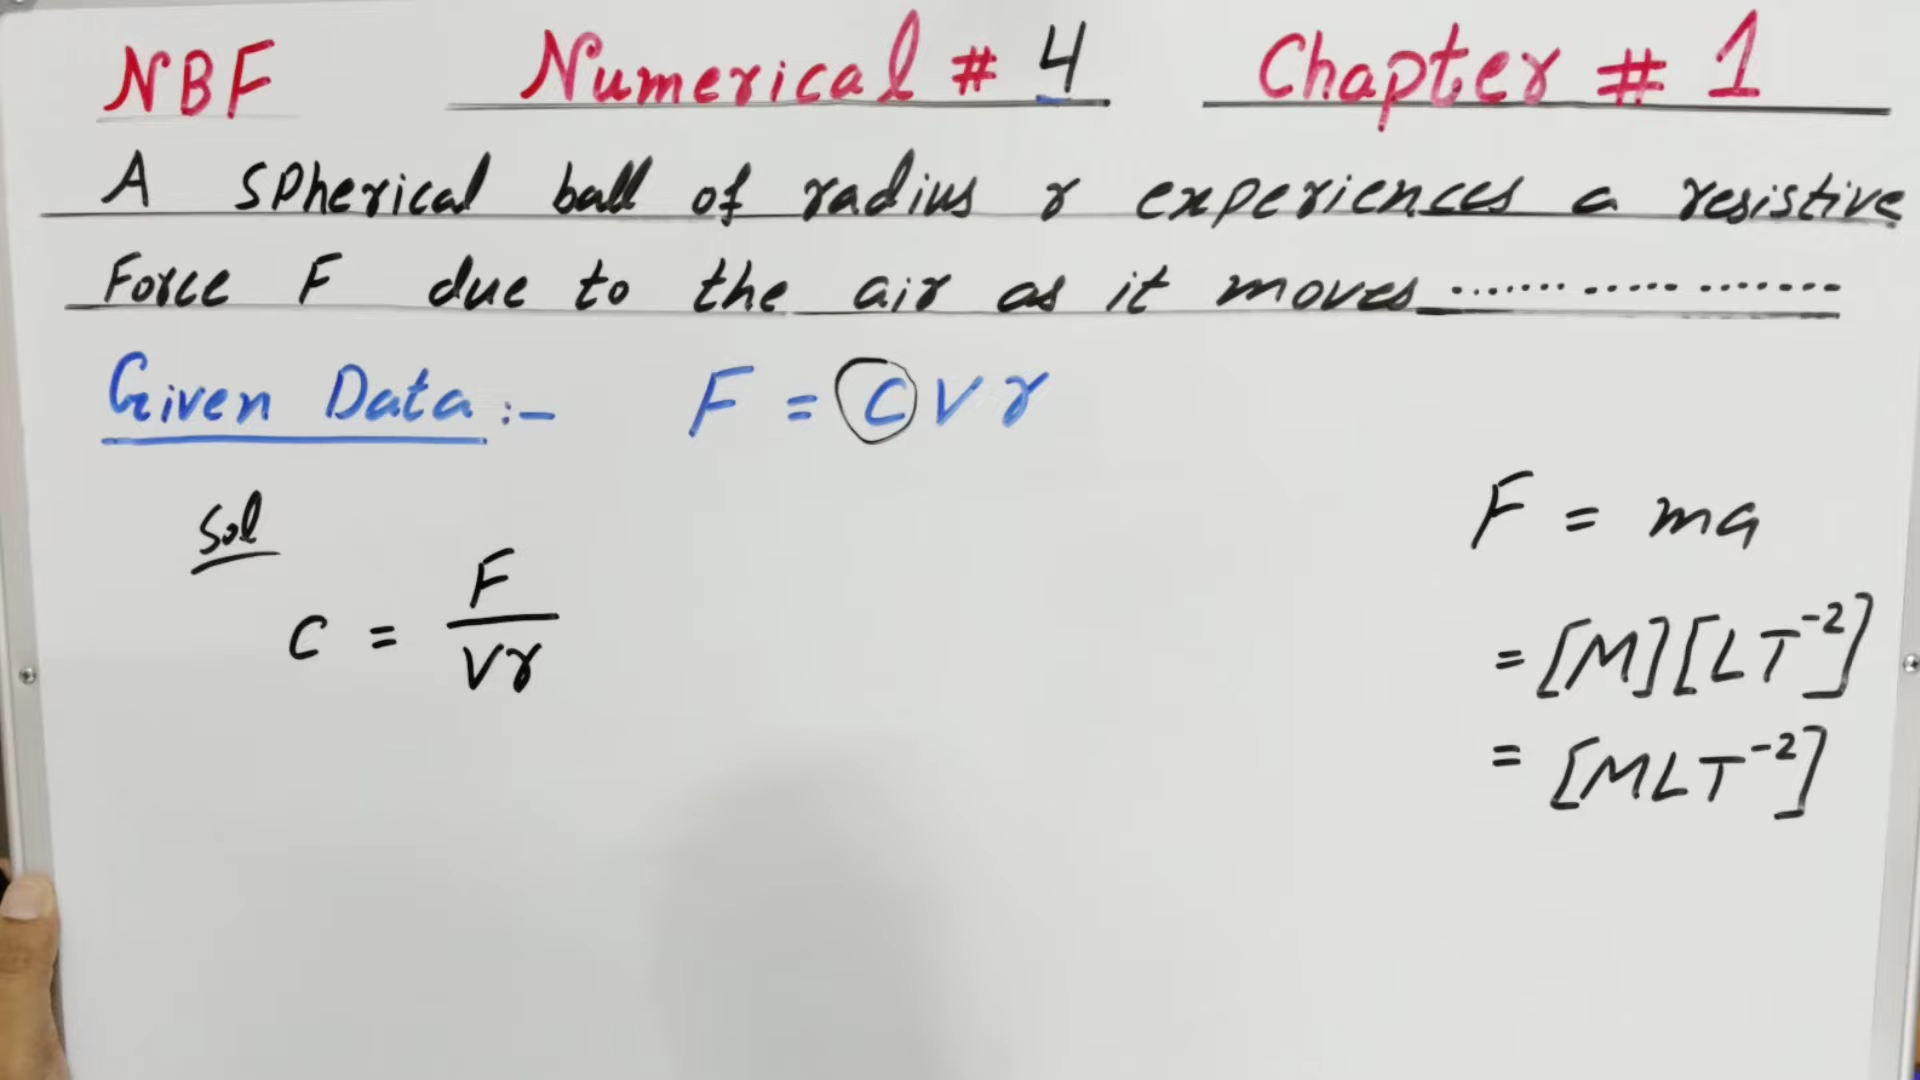 NBF Numerical # 4 Chapter # 1
A spherical ball of radius r experiences a resistive
Force F due to the air as it moves....................
Given Data :- F = C V r
Sol
F = ma
C = F / Vr
= [M][LT⁻²]
= [MLT⁻²]